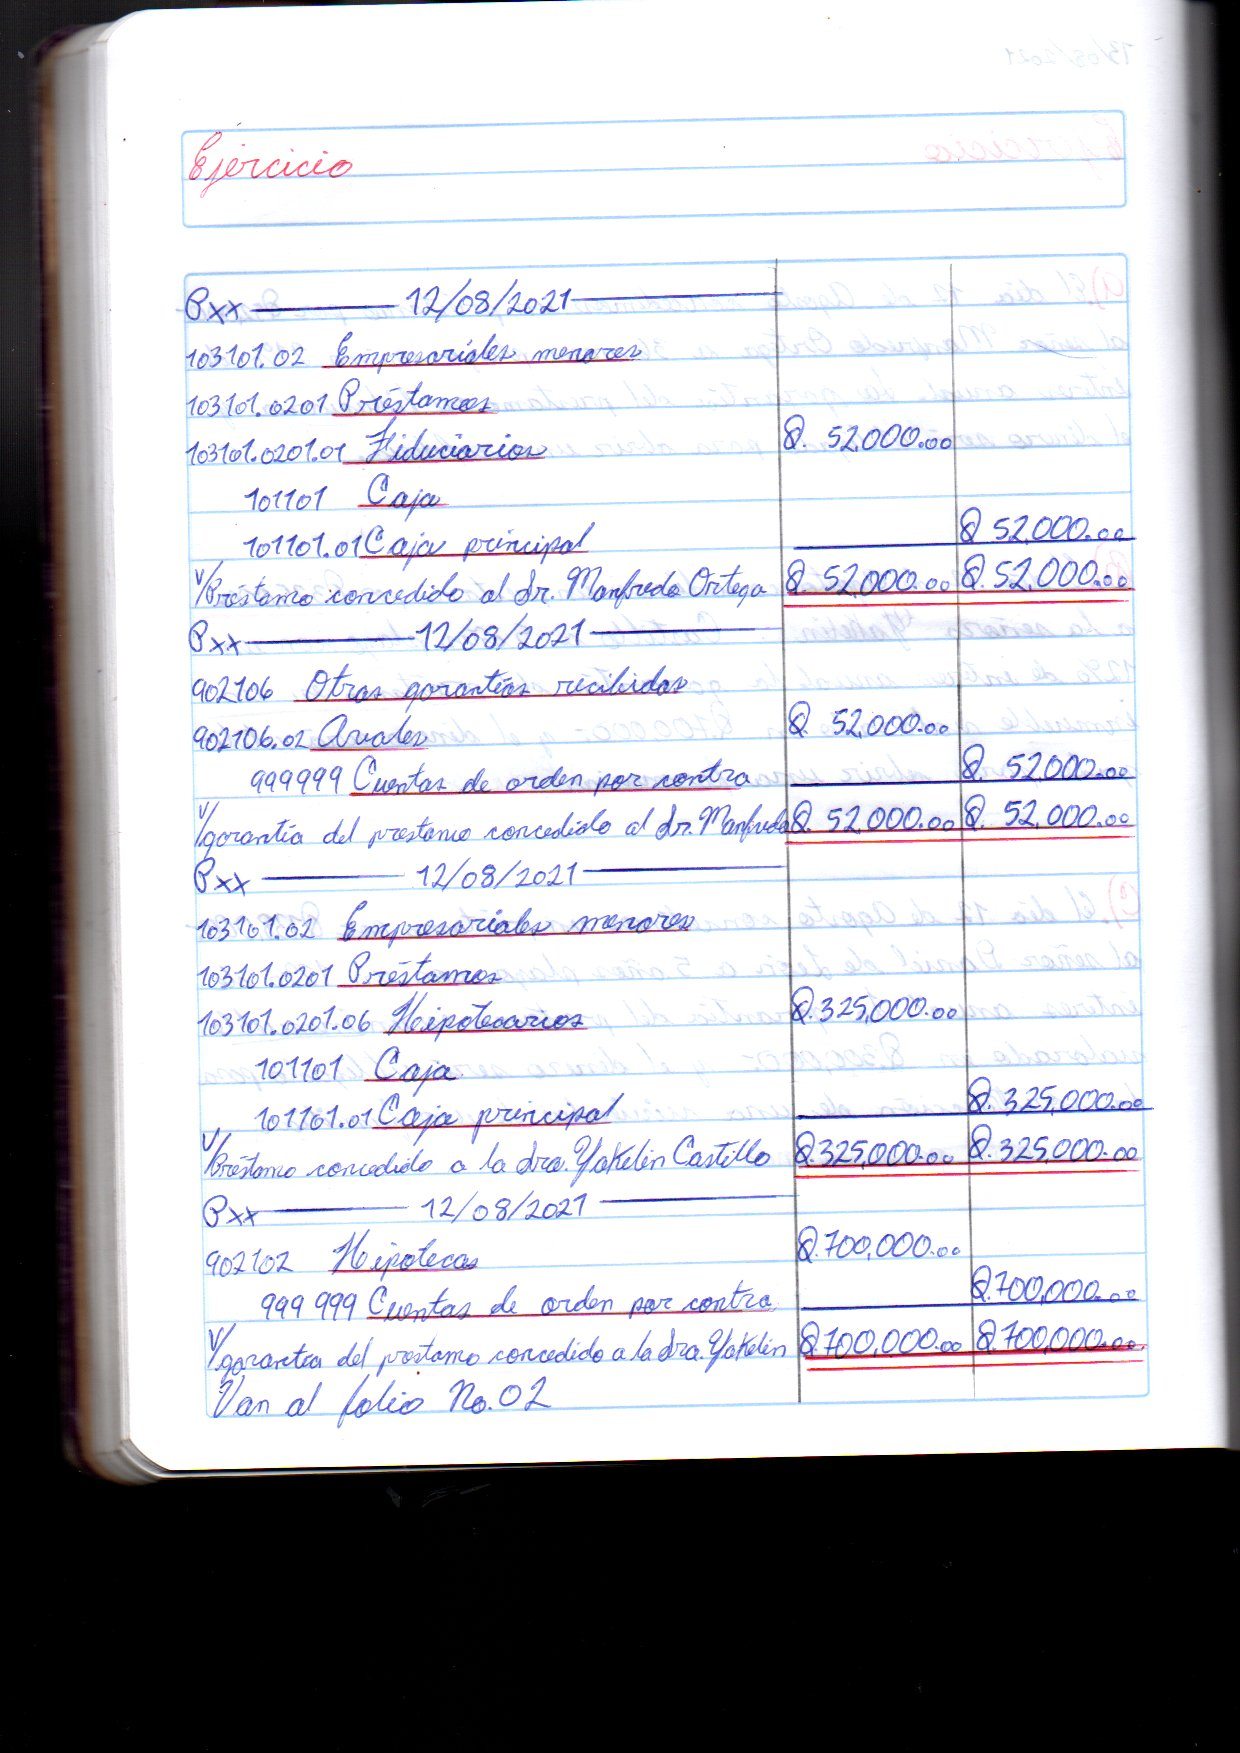 Ejercicio
Pxx 12/08/2021
103101.02 Empresariales menores
103101.0201 Préstamos
103101.0201.01 Fiduciarios Q. 52,000.00
101101 Caja
101101.01 Caja principal Q 52,000.00
V/Préstamo concedido al Sr. Manfredo Ortega Q. 52,000.00 Q. 52,000.00
Pxx 12/08/2021
902106 Otras garantías recibidas
902106.02 Avales Q. 52,000.00
999999 Cuentas de orden por contra Q. 52,000.00
V/garantía del préstamo concedido al Sr. Manfredo Q. 52,000.00 Q. 52,000.00
Pxx 12/08/2021
103101.02 Empresariales menores
103101.0201 Préstamos
103101.0201.06 Hipotecarios Q.325,000.00
101101 Caja
101101.01 Caja principal Q. 325,000.00
V/Préstamo concedido a la Sra. Yakelin Castillo Q.325,000.00 Q. 325,000.00
Pxx 12/08/2021
902102 Hipotecas Q.700,000.00
999 999 Cuentas de orden por contra Q.700,000.00
V/garantía del prestamo concedido a la Sra. Yakelin Q.700,000.00 Q.700,000.00
Van al folio No. 02